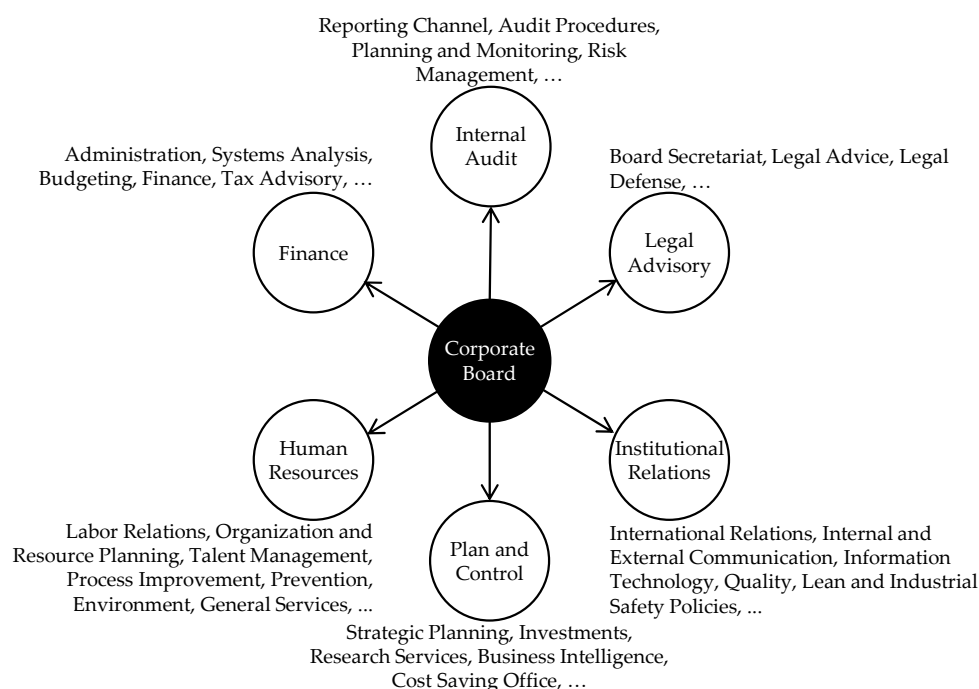 Reporting Channel, Audit Procedures,
Planning and Monitoring, Risk
Management, …
Internal
Audit
Administration, Systems Analysis,
Budgeting, Finance, Tax Advisory, …
Finance
Board Secretariat, Legal Advice, Legal
Defense, …
Legal
Advisory
Corporate
Board
Human
Resources
Labor Relations, Organization and
Resource Planning, Talent Management,
Process Improvement, Prevention,
Environment, General Services, ...
Plan and
Control
Strategic Planning, Investments,
Research Services, Business Intelligence,
Cost Saving Office, …
Institutional
Relations
International Relations, Internal and
External Communication, Information
Technology, Quality, Lean and Industrial
Safety Policies, ...